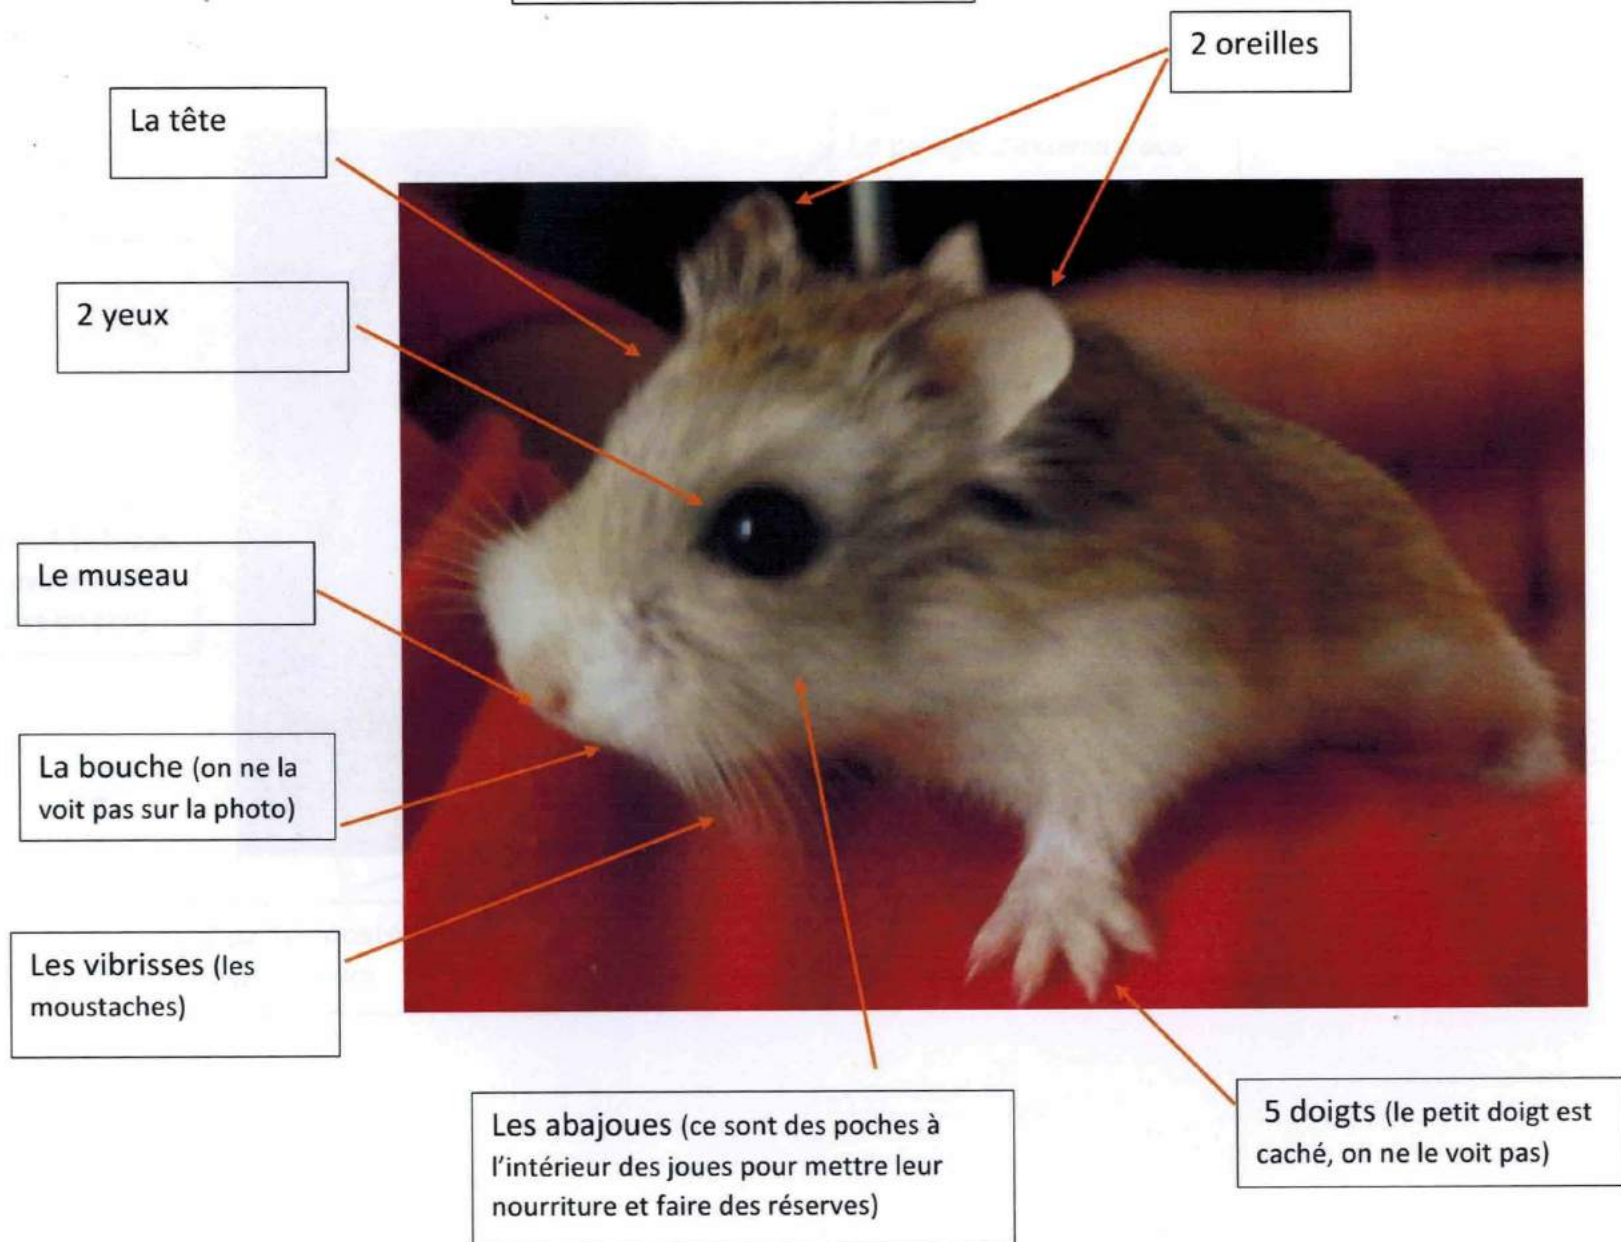 2 oreilles
La tête
2 yeux
Le museau
La bouche (on ne la
voit pas sur la photo)
Les vibrisses (les
moustaches)
Les abajoues (ce sont des poches à
l'intérieur des joues pour mettre leur
nourriture et faire des réserves)
5 doigts (le petit doigt est
caché, on ne le voit pas)